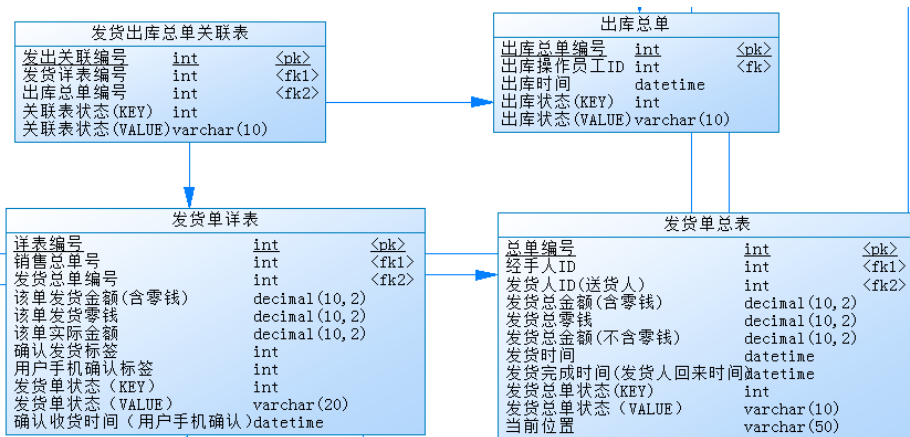 发货出库总单关联表
发出关联编号 int <pk>
发货详表编号 int <fk1>
出库总单编号 int <fk2>
关联表状态(KEY) int
关联表状态(VALUE)varchar(10)
出库总单
出库总单编号 int <pk>
出库操作员工ID int <fk>
出库时间 datetime
出库状态(KEY) int
出库状态(VALUE)varchar(10)
发货单详表
详表编号 int <pk>
销售总单号 int <fk1>
发货总单编号 int <fk2>
该单发货金额(含零钱) decimal(10,2)
该单发货零钱 decimal(10,2)
该单实际金额 decimal(10,2)
确认发货标签 int
用户手机确认标签 int
发货单状态（KEY） int
发货单状态（VALUE） varchar(20)
确认收货时间（用户手机确认）datetime
发货单总表
总单编号 int <pk>
经手人ID int <fk1>
发货人ID(送货人) int <fk2>
发货总金额(含零钱) decimal(10,2)
发货总零钱 decimal(10,2)
发货总金额(不含零钱) decimal(10,2)
发货时间 datetime
发货完成时间(发货人回来时间)datetime
发货总单状态(KEY) int
发货总单状态（VALUE） varchar(10)
当前位置 varchar(50)